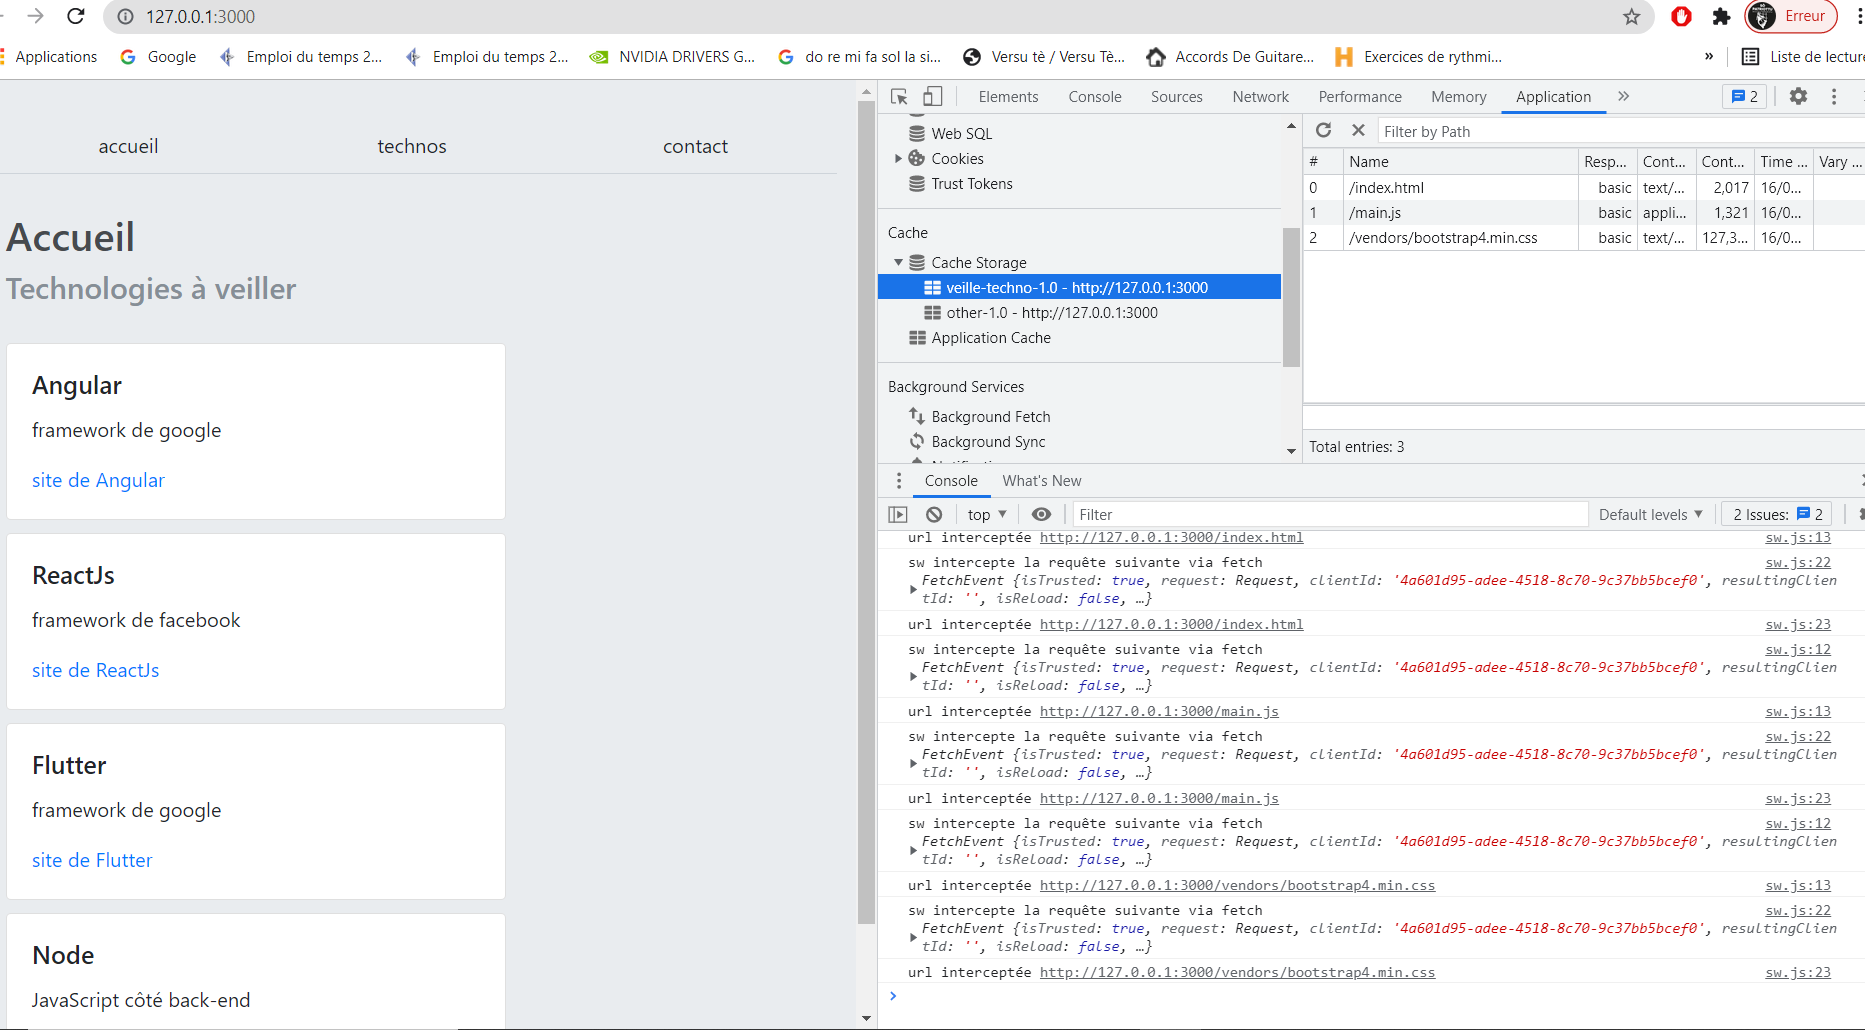 127.0.0.1:3000
Erreur
Applications
Google
Emploi du temps 2...
Emploi du temps 2...
NVIDIA DRIVERS G...
do re mi fa sol la si...
Versu tè / Versu Tè...
Accords De Guitare...
Exercices de rythmi...
»
Liste de lecture
accueil
technos
contact
Accueil
Technologies à veiller
Angular
framework de google
site de Angular
ReactJs
framework de facebook
site de ReactJs
Flutter
framework de google
site de Flutter
Node
JavaScript côté back-end
Elements Console Sources Network Performance Memory Application » 2
Web SQL
Cookies
Trust Tokens
Cache
Cache Storage
veille-techno-1.0 - http://127.0.0.1:3000
other-1.0 - http://127.0.0.1:3000
Application Cache
Background Services
Background Fetch
Background Sync
Filter by Path
# Name Resp... Cont... Cont... Time ... Vary ...
0 /index.html basic text/... 2,017 16/0...
1 /main.js basic appli... 1,321 16/0...
2 /vendors/bootstrap4.min.css basic text/... 127,3... 16/0...
Total entries: 3
Console What's New
top Filter Default levels 2 Issues: 2
url interceptée http://127.0.0.1:3000/index.html sw.js:13
sw intercepte la requête suivante via fetch sw.js:22
FetchEvent {isTrusted: true, request: Request, clientId: '4a601d95-adee-4518-8c70-9c37bb5bcef0', resultingClien
tId: '', isReload: false, …}
url interceptée http://127.0.0.1:3000/index.html sw.js:23
sw intercepte la requête suivante via fetch sw.js:12
FetchEvent {isTrusted: true, request: Request, clientId: '4a601d95-adee-4518-8c70-9c37bb5bcef0', resultingClien
tId: '', isReload: false, …}
url interceptée http://127.0.0.1:3000/main.js sw.js:13
sw intercepte la requête suivante via fetch sw.js:22
FetchEvent {isTrusted: true, request: Request, clientId: '4a601d95-adee-4518-8c70-9c37bb5bcef0', resultingClien
tId: '', isReload: false, …}
url interceptée http://127.0.0.1:3000/main.js sw.js:23
sw intercepte la requête suivante via fetch sw.js:12
FetchEvent {isTrusted: true, request: Request, clientId: '4a601d95-adee-4518-8c70-9c37bb5bcef0', resultingClien
tId: '', isReload: false, …}
url interceptée http://127.0.0.1:3000/vendors/bootstrap4.min.css sw.js:13
sw intercepte la requête suivante via fetch sw.js:22
FetchEvent {isTrusted: true, request: Request, clientId: '4a601d95-adee-4518-8c70-9c37bb5bcef0', resultingClien
tId: '', isReload: false, …}
url interceptée http://127.0.0.1:3000/vendors/bootstrap4.min.css sw.js:23